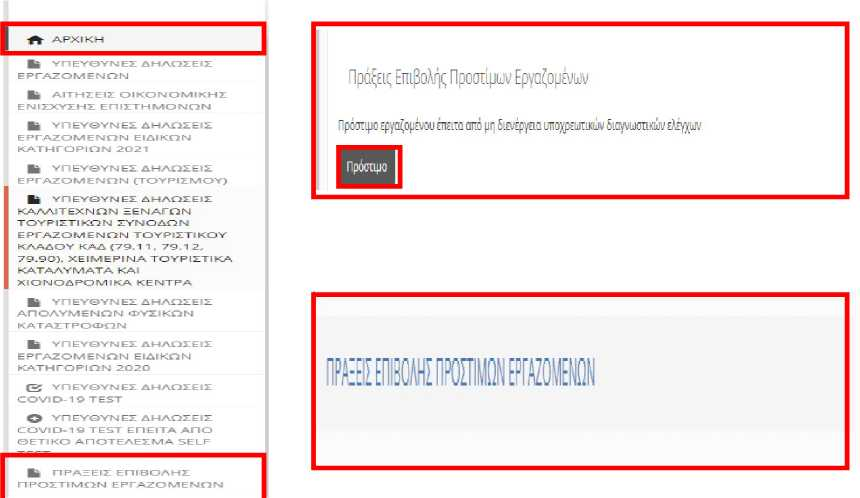 ΑΡΧΙΚΗ
ΥΠΕΥΘΥΝΕΣ ΔΗΛΩΣΕΙΣ
ΕΡΓΑΖΟΜΕΝΩΝ
ΑΙΤΗΣΕΙΣ ΟΙΚΟΝΟΜΙΚΗΣ
ΕΝΙΣΧΥΣΗΣ ΕΠΙΣΤΗΜΟΝΩΝ
ΥΠΕΥΘΥΝΕΣ ΔΗΛΩΣΕΙΣ
ΕΡΓΑΖΟΜΕΝΩΝ ΕΙΔΙΚΩΝ
ΚΑΤΗΓΟΡΙΩΝ 2021
ΥΠΕΥΘΥΝΕΣ ΔΗΛΩΣΕΙΣ
ΕΡΓΑΖΟΜΕΝΩΝ (ΤΟΥΡΙΣΜΟΥ)
ΥΠΕΥΘΥΝΕΣ ΔΗΛΩΣΕΙΣ
ΚΑΛΛΙΤΕΧΝΩΝ ΞΕΝΑΓΩΝ
ΤΟΥΡΙΣΤΙΚΩΝ ΣΥΝΟΔΩΝ
ΕΡΓΑΖΟΜΕΝΩΝ ΤΟΥΡΙΣΤΙΚΟΥ
ΚΛΑΔΟΥ ΚΑΔ (79.11, 79.12,
79.90), ΧΕΙΜΕΡΙΝΑ ΤΟΥΡΙΣΤΙΚΑ
ΚΑΤΑΛΥΜΑΤΑ ΚΑΙ
ΧΙΟΝΟΔΡΟΜΙΚΑ ΚΕΝΤΡΑ
ΥΠΕΥΘΥΝΕΣ ΔΗΛΩΣΕΙΣ
ΑΠΟΛΥΜΕΝΩΝ ΦΥΣΙΚΩΝ
ΚΑΤΑΣΤΡΟΦΩΝ
ΥΠΕΥΘΥΝΕΣ ΔΗΛΩΣΕΙΣ
ΕΡΓΑΖΟΜΕΝΩΝ ΕΙΔΙΚΩΝ
ΚΑΤΗΓΟΡΙΩΝ 2020
ΥΠΕΥΘΥΝΕΣ ΔΗΛΩΣΕΙΣ
COVID-19 TEST
ΥΠΕΥΘΥΝΕΣ ΔΗΛΩΣΕΙΣ
COVID-19 TEST ΕΠΕΙΤΑ ΑΠΟ
ΘΕΤΙΚΟ ΑΠΟΤΕΛΕΣΜΑ SELF
TEST
ΠΡΑΞΕΙΣ ΕΠΙΒΟΛΗΣ
ΠΡΟΣΤΙΜΩΝ ΕΡΓΑΖΟΜΕΝΩΝ
Πράξεις Επιβολής Προστίμων Εργαζομένων
Πρόστιμο εργαζομένου έπειτα από μη διενέργεια υποχρεωτικών διαγνωστικών ελέγχων
Πρόστιμο
ΠΡΑΞΕΙΣ ΕΠΙΒΟΛΗΣ ΠΡΟΣΤΙΜΩΝ ΕΡΓΑΖΟΜΕΝΩΝ